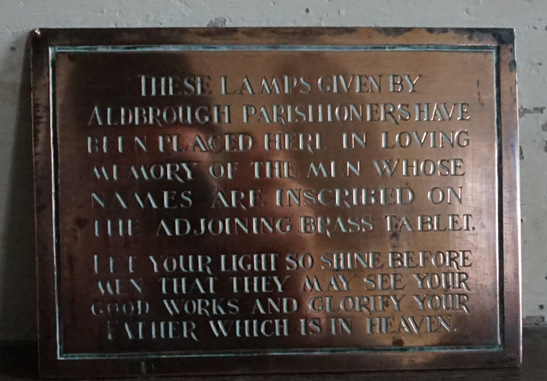 THESE LAMPS GIVEN BY
ALDBROUGH PARISHIONERS HAVE
BEEN PLACED HERE IN LOVING
MEMORY OF THE MEN WHOSE
NAMES ARE INSCRIBED ON
THE ADJOINING BRASS TABLET.
LET YOUR LIGHT SO SHINE BEFORE
MEN THAT THEY MAY SEE YOUR
GOOD WORKS AND GLORIFY YOUR
FATHER WHICH IS IN HEAVEN.